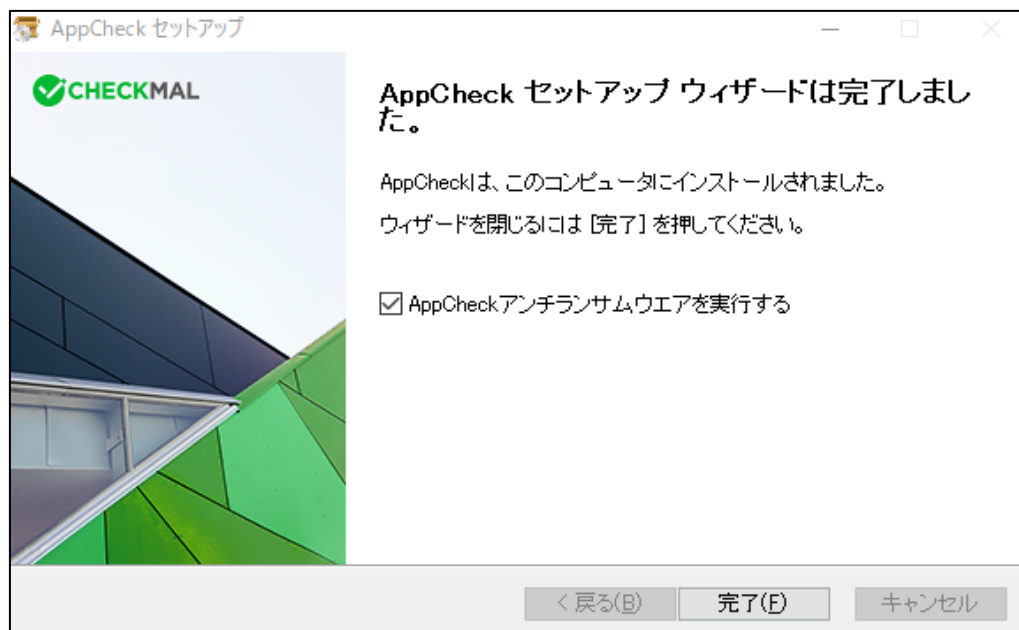 AppCheck セットアップ
CHECKMAL
AppCheck セットアップ ウィザードは完了しまし
た。
AppCheckは、このコンピュータにインストールされました。
ウィザードを閉じるには [完了] を押してください。
AppCheckアンチランサムウエアを実行する
< 戻る(B)
完了(F)
キャンセル